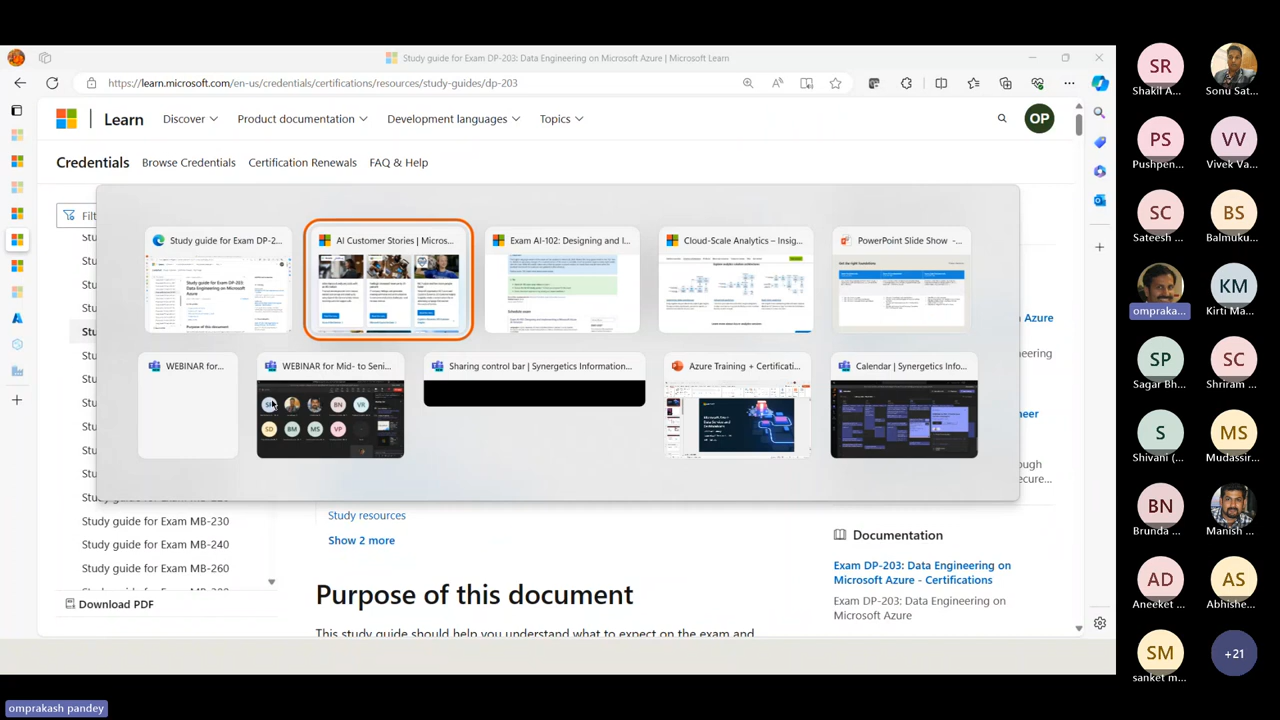 Study guide for Exam DP-203: Data Engineering on Microsoft Azure | Microsoft Learn
https://learn.microsoft.com/en-us/credentials/certifications/resources/study-guides/dp-203
Learn
Discover
Product documentation
Development languages
Topics
OP
Credentials
Browse Credentials
Certification Renewals
FAQ & Help
Filt
Stu
Study guide for Exam DP-2...
AI Customer Stories | Micros...
Exam AI-102: Designing and I...
Cloud-Scale Analytics – Insig...
PowerPoint Slide Show -...
WEBINAR for...
WEBINAR for Mid- to Seni...
Sharing control bar | Synergetics Information...
Azure Training + Certificati...
Calendar | Synergetics Info...
Azure
Study resources
Show 2 more
Study guide for Exam MB-230
Study guide for Exam MB-240
Study guide for Exam MB-260
Download PDF
Purpose of this document
This study guide should help you understand what to expect on the exam and
Documentation
Exam DP-203: Data Engineering on
Microsoft Azure - Certifications
Exam DP-203: Data Engineering on
Microsoft Azure
SR
Shakil A...
Sonu Sat...
PS
Pushpen...
VV
Vivek Va...
SC
Sateesh ...
BS
Balmuku...
ompraka...
KM
Kirti Ma...
SP
Sagar Bh...
SC
Shriram ...
S
Shivani (...
MS
Mudassir...
BN
Brunda ...
Manish ...
AD
Aneeket ...
AS
Abhishe...
SM
sanket m...
+21
omprakash pandey